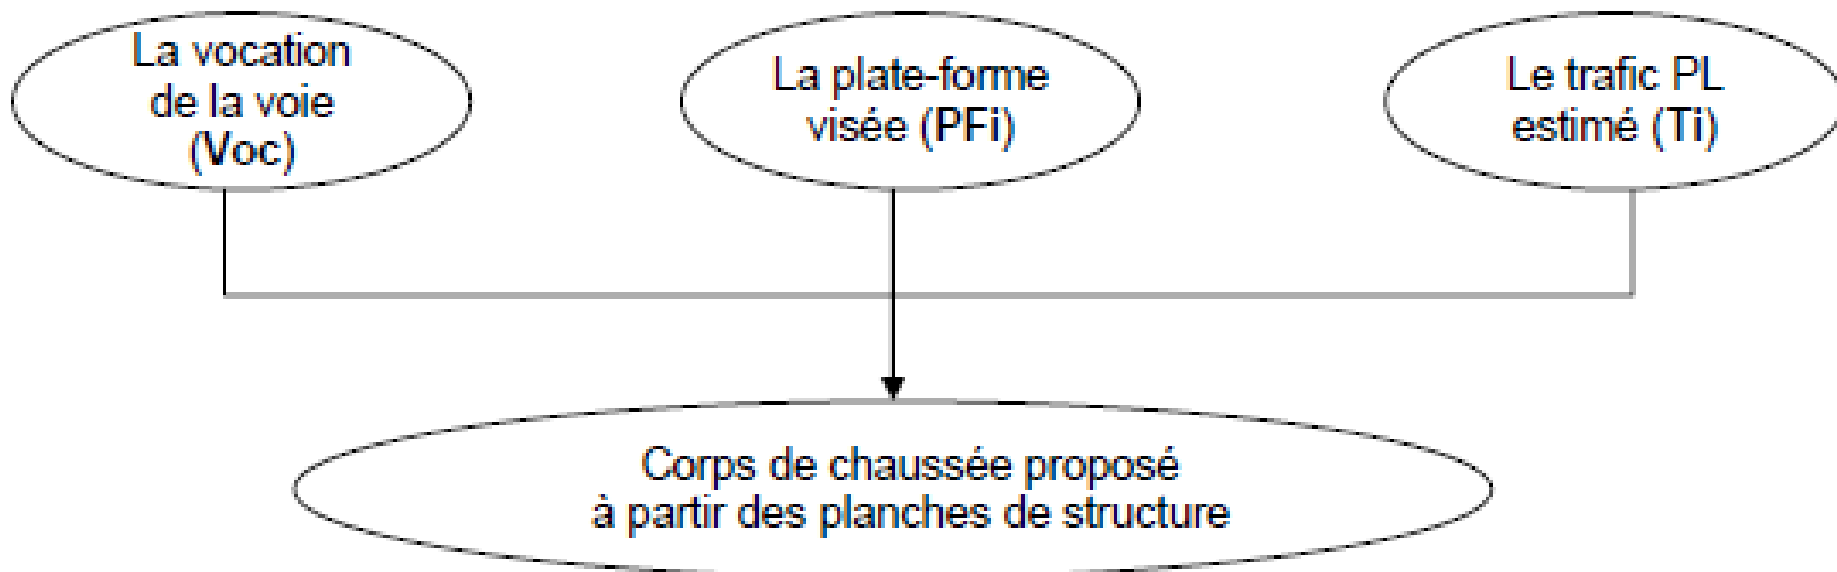 La vocation
de la voie
(Voc)
La plate-forme
visée (PFi)
Le trafic PL
estimé (Ti)
Corps de chaussée proposé
à partir des planches de structure